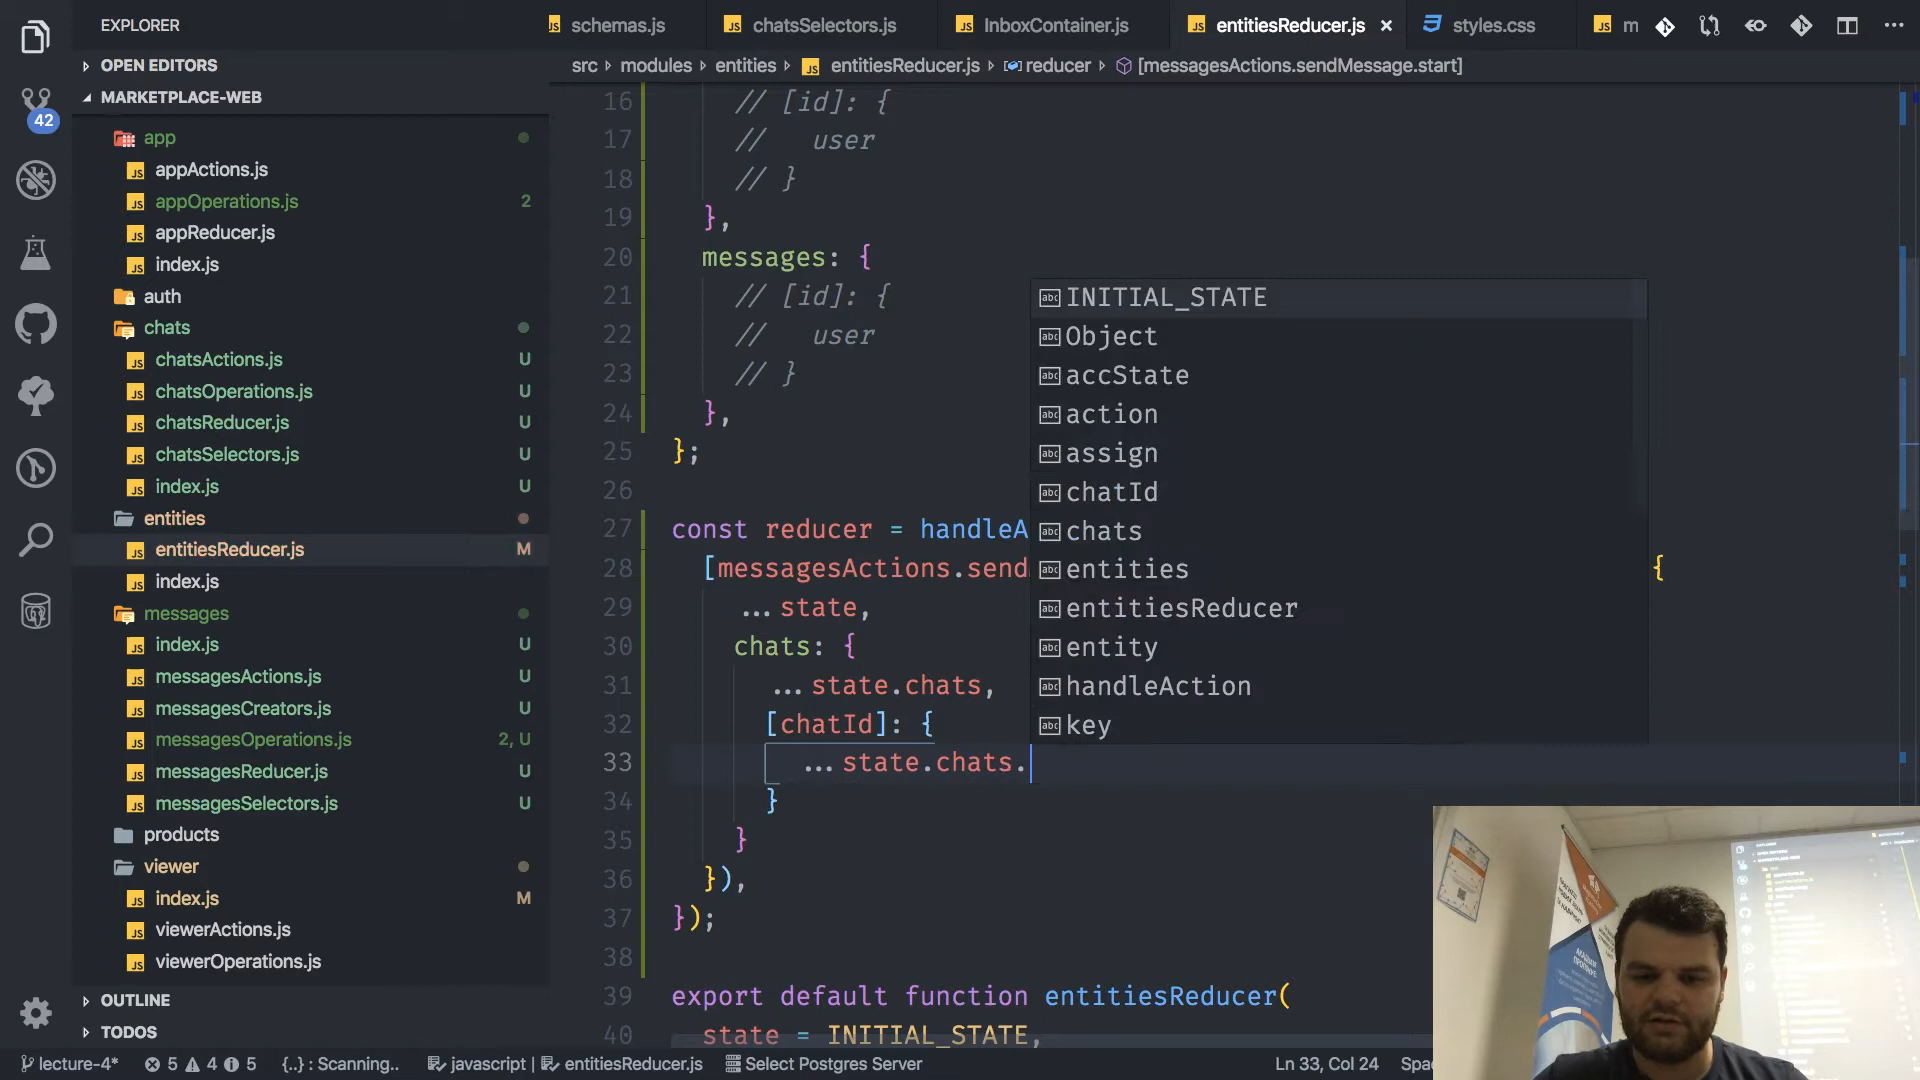 EXPLORER
OPEN EDITORS
MARKETPLACE-WEB
42
app
appActions.js
appOperations.js 2
appReducer.js
index.js
auth
chats
chatsActions.js U
chatsOperations.js U
chatsReducer.js U
chatsSelectors.js U
index.js U
entities
entitiesReducer.js M
index.js
messages
index.js U
messagesActions.js U
messagesCreators.js U
messagesOperations.js 2, U
messagesReducer.js U
messagesSelectors.js U
products
viewer
index.js M
viewerActions.js
viewerOperations.js
OUTLINE
TODOS
schemas.js chatsSelectors.js InboxContainer.js entitiesReducer.js × styles.css m
src › modules › entities › entitiesReducer.js › reducer › [messagesActions.sendMessage.start]
16 // [id]: {
17 // user
18 // }
19 },
20 messages: {
21 // [id]: {
22 // user
23 // }
24 },
25 };
26
27 const reducer = handleA
28 [messagesActions.send {
29 ...state,
30 chats: {
31 ...state.chats,
32 [chatId]: {
33 ...state.chats.
34 }
35 }
36 }),
37 });
38
39 export default function entitiesReducer(
40 state = INITIAL_STATE,
INITIAL_STATE
Object
accState
action
assign
chatId
chats
entities
entitiesReducer
entity
handleAction
key
lecture-4* 5 4 5 {..} : Scanning.. javascript | entitiesReducer.js Select Postgres Server Ln 33, Col 24 Spa